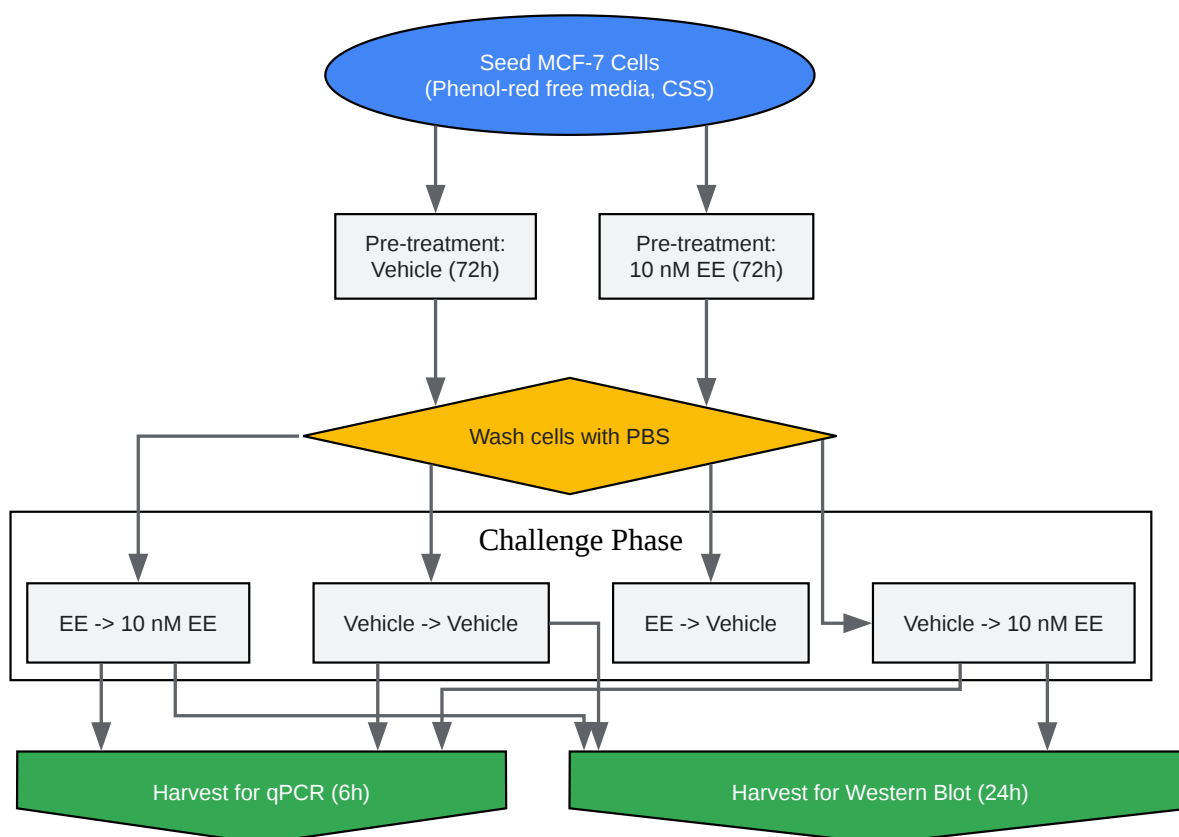 Seed MCF-7 Cells
(Phenol-red free media, CSS)
Pre-treatment:
Vehicle (72h)
Pre-treatment:
10 nM EE (72h)
Wash cells with PBS
Challenge Phase
EE -> 10 nM EE
Vehicle -> Vehicle
EE -> Vehicle
Vehicle -> 10 nM EE
Harvest for qPCR (6h)
Harvest for Western Blot (24h)